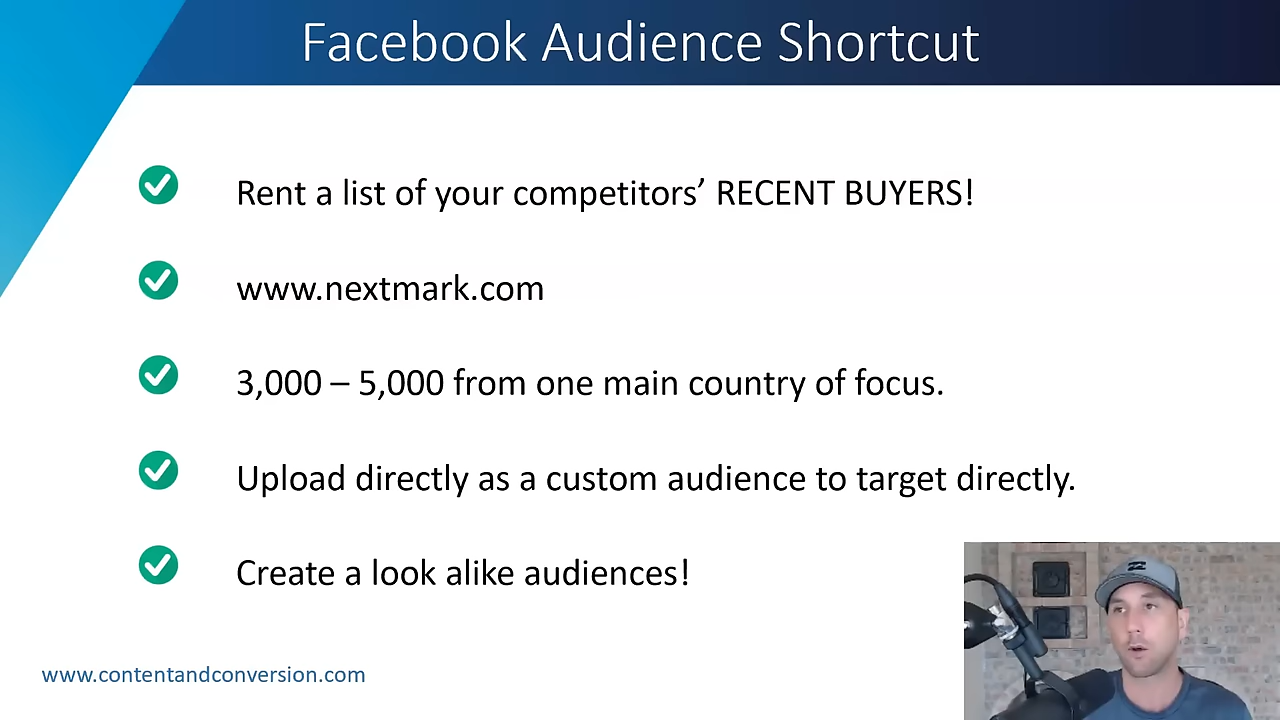 Facebook Audience Shortcut
Rent a list of your competitors’ RECENT BUYERS!
www.nextmark.com
3,000 – 5,000 from one main country of focus.
Upload directly as a custom audience to target directly.
Create a look alike audiences!
www.contentandconversion.com